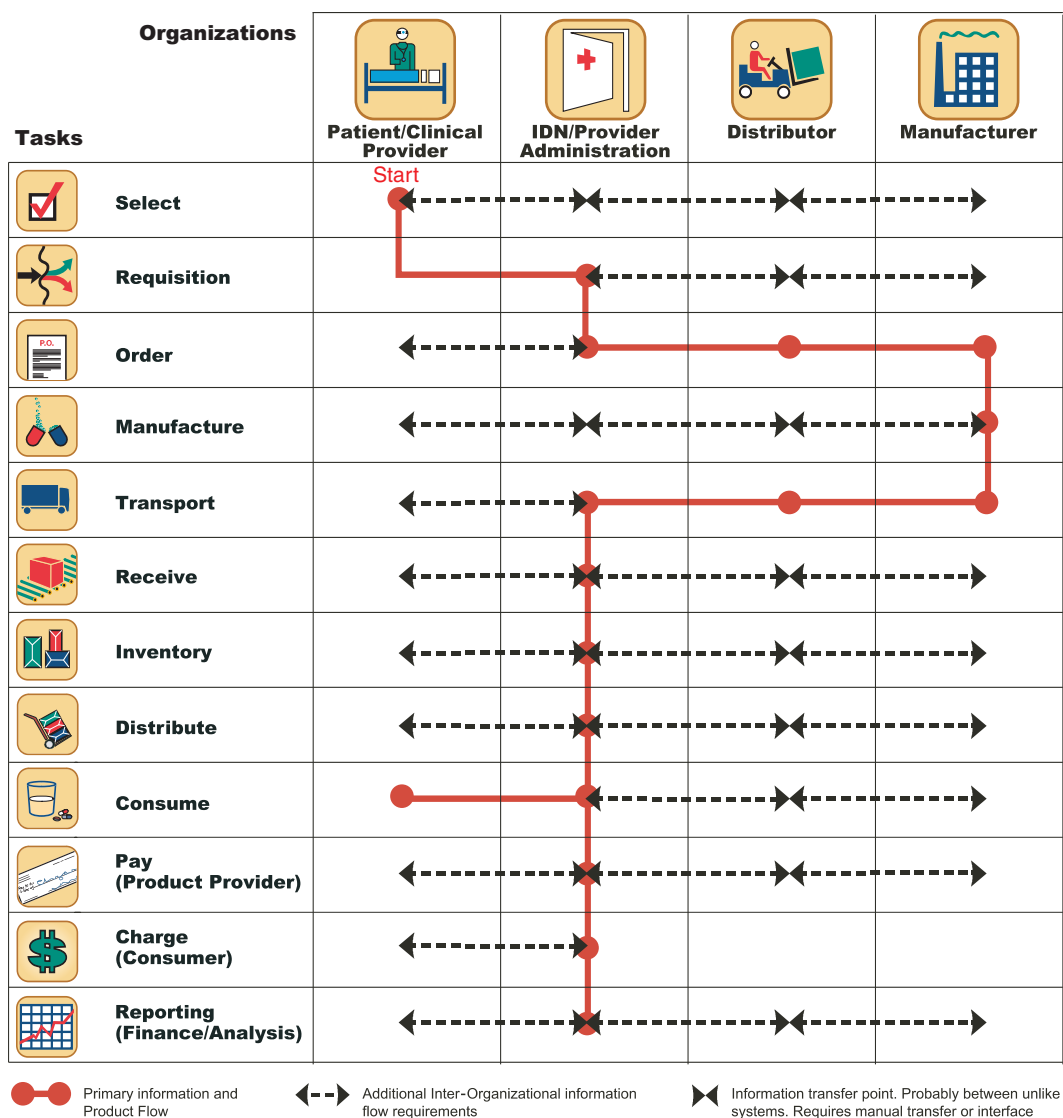 Organizations
Tasks
Patient/Clinical
Provider
IDN/Provider
Administration
Distributor
Manufacturer
Start
Select
Requisition
P.O.
Order
Manufacture
Transport
Receive
Inventory
Distribute
Consume
Pay
(Product Provider)
Charge
(Consumer)
$
Reporting
(Finance/Analysis)
Primary information and
Product Flow
Additional Inter-Organizational information
flow requirements
Information transfer point. Probably between unlike
systems. Requires manual transfer or interface